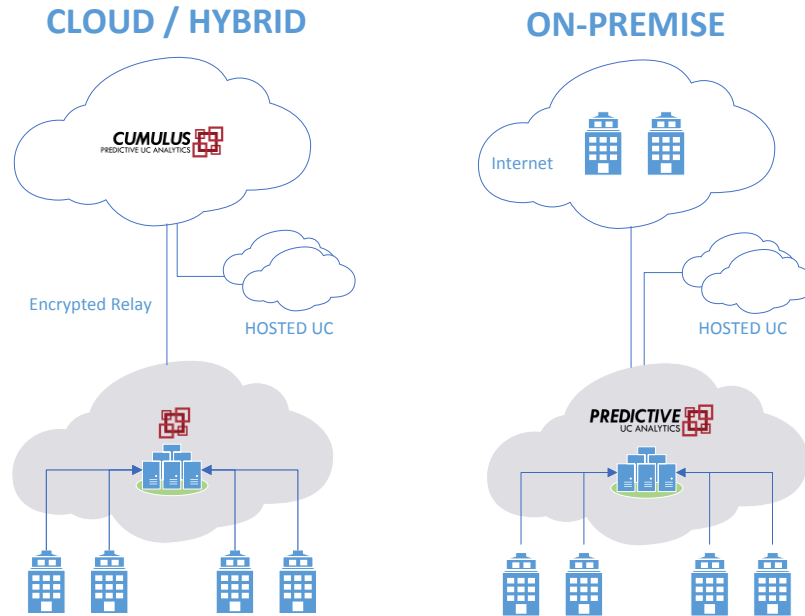 CLOUD / HYBRID
CUMULUS
PREDICTIVE UC ANALYTICS
Encrypted Relay
HOSTED UC
ON-PREMISE
Internet
HOSTED UC
PREDICTIVE
UC ANALYTICS